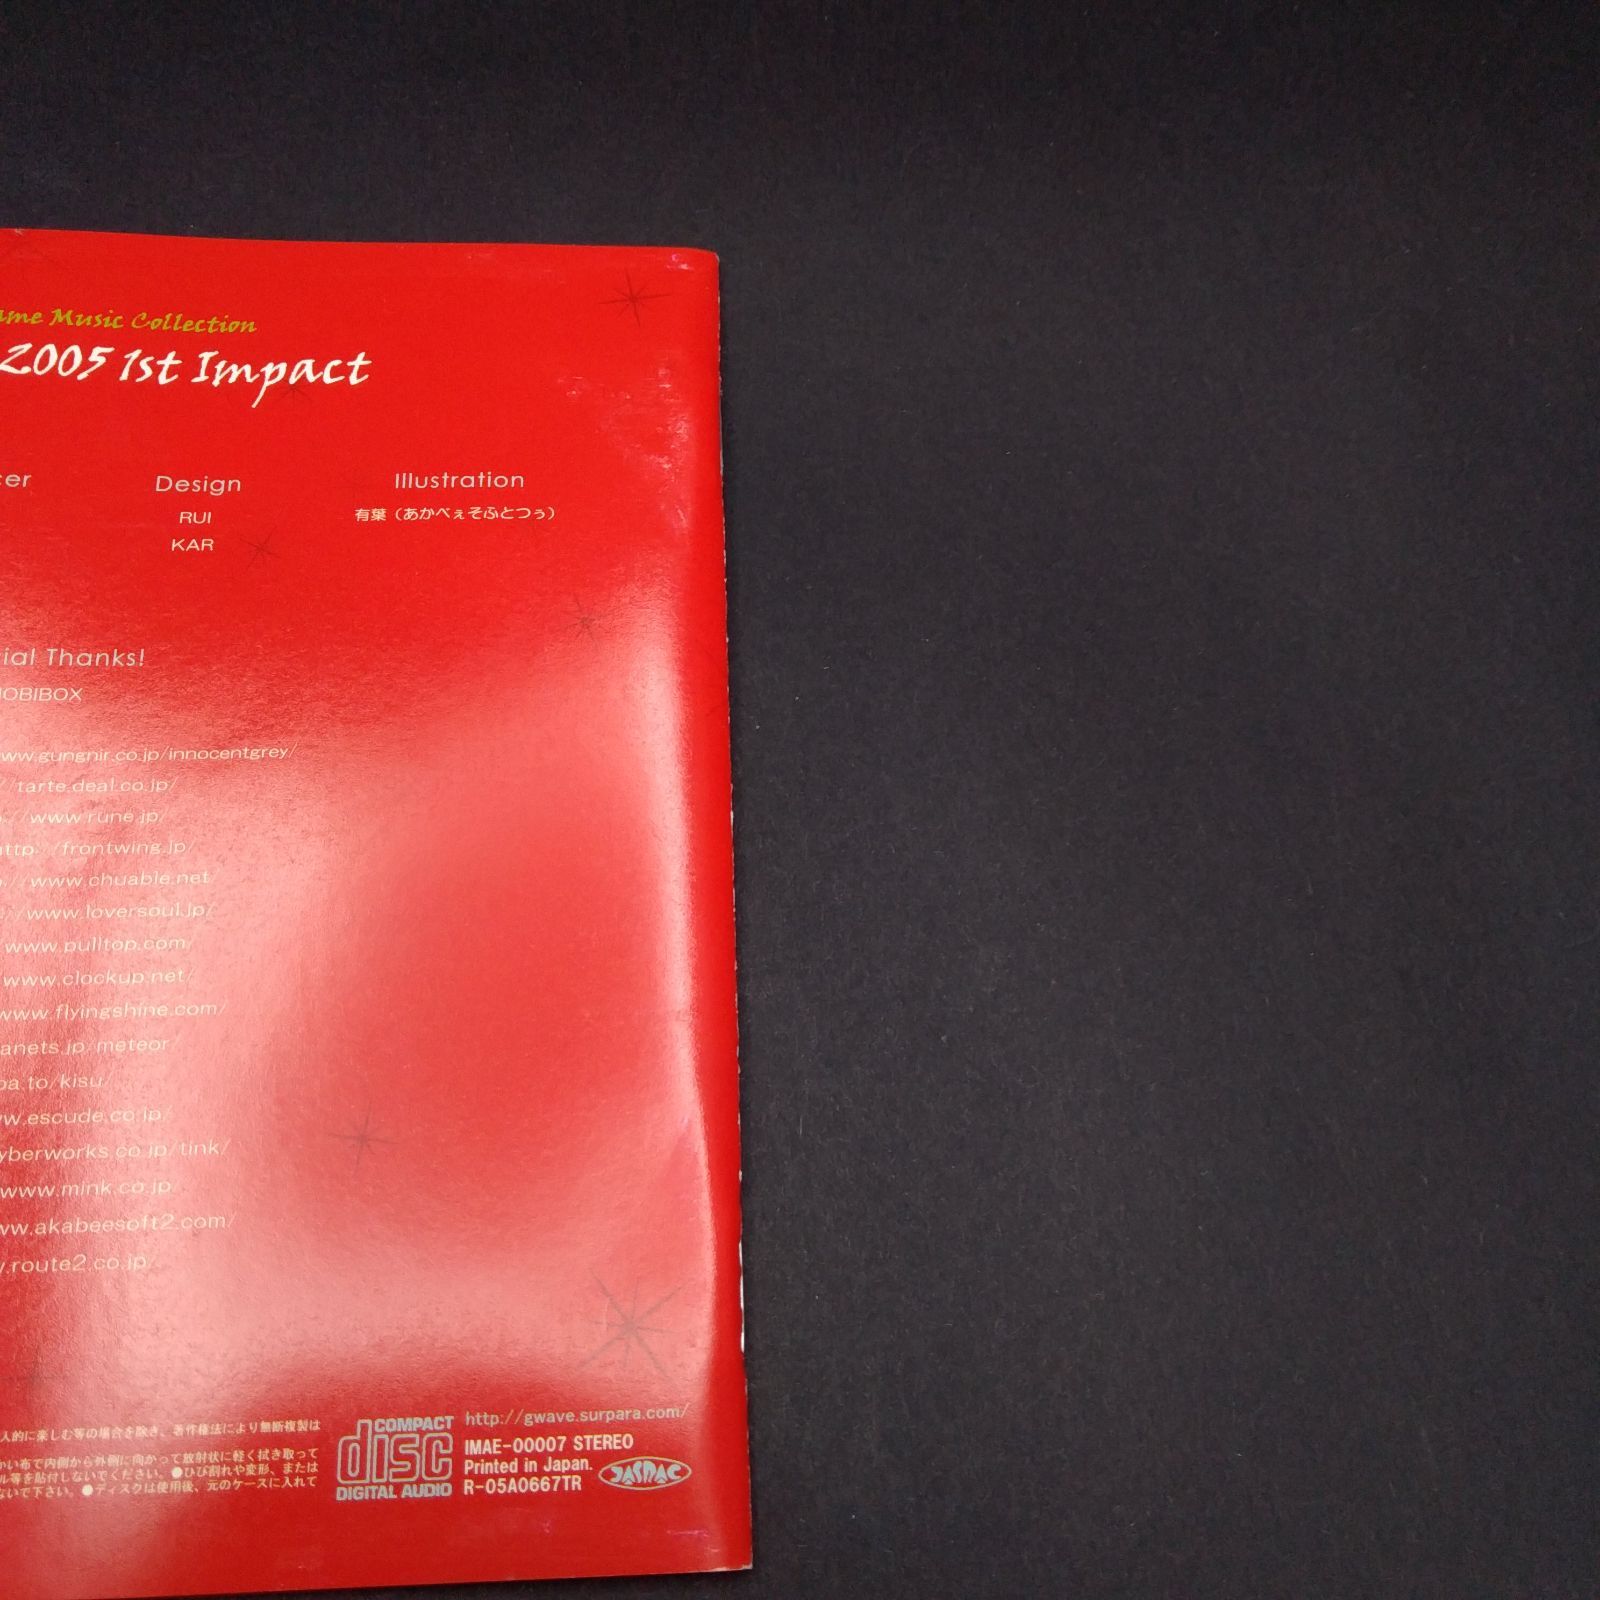 Music Collection
2005 1st Impact
Design
Illustration
RUI
有葉（あかべぇそふとつぅ）
KAR
Thanks!
www.gungnir.co.jp/innocentgrey/
tarte.deal.co.jp/
//www.rune.jp/
http://frontwing.jp/
//www.chuable.net/
//www.loversoul.jp/
www.pulltop.com/
/www.clockup.net/
www.flyingshine.com/
anets.jp/meteor/
pa.to/kisu/
ww.escude.co.jp/
yberworks.co.jp/tink/
www.mink.co.jp
ww.akabeesoft2.com/
.route2.co.jp/
人的に楽しむ等の場合を除き、著作権法により無断複製は
かい布で内側から外側に向かって放射状に軽く拭き取って
ル等を貼付しないでください。●ひび割れや変形、または
ないで下さい。●ディスクは使用後、元のケースに入れて
COMPACT
disc
DIGITAL AUDIO
http://gwave.surpara.com/
IMAE-00007 STEREO
Printed in Japan.
R-05A0667TR
JASRAC